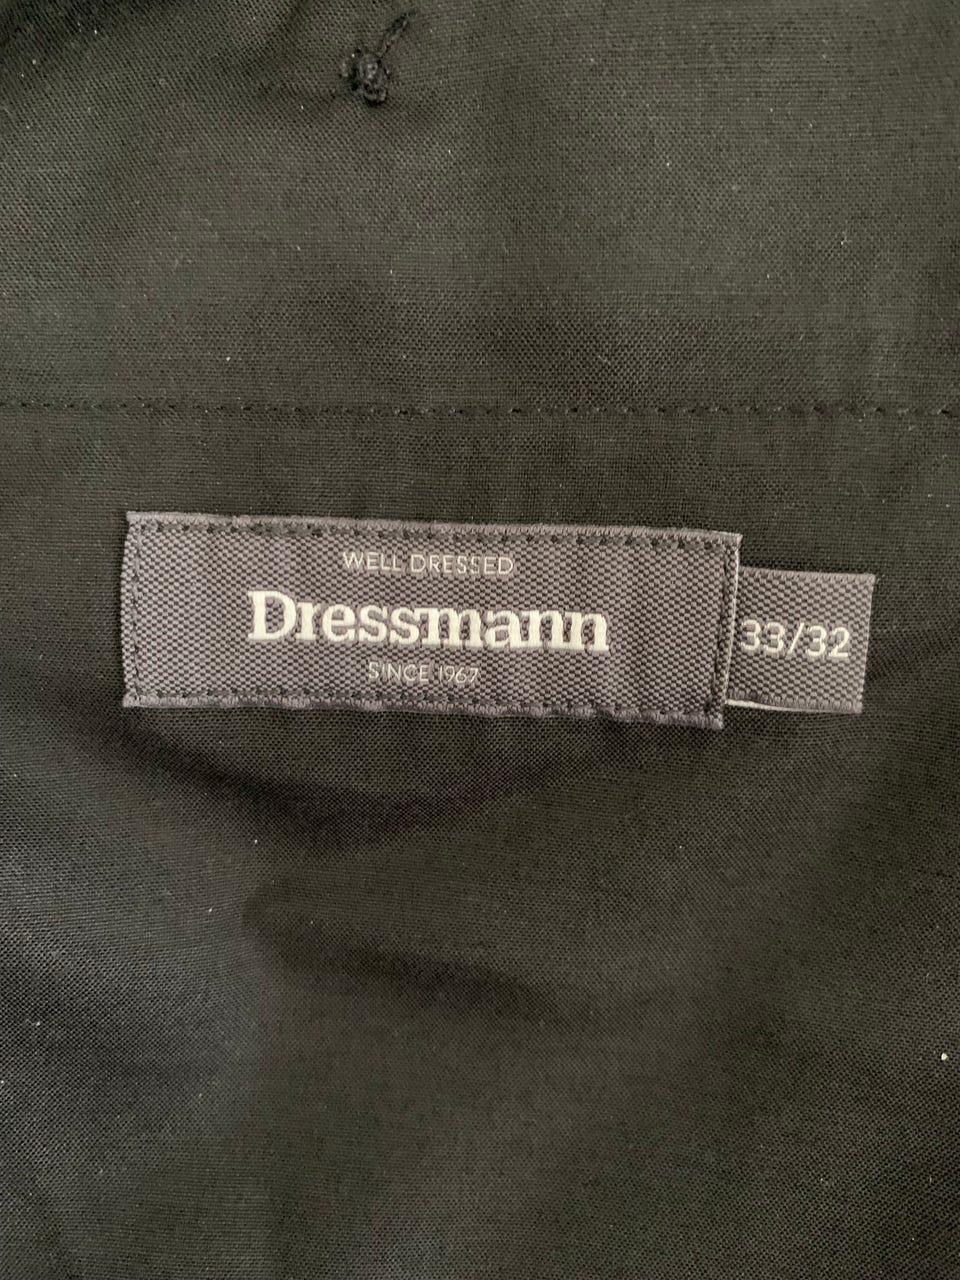 WELL DRESSED
Dressmann
SINCE 1967
33/32